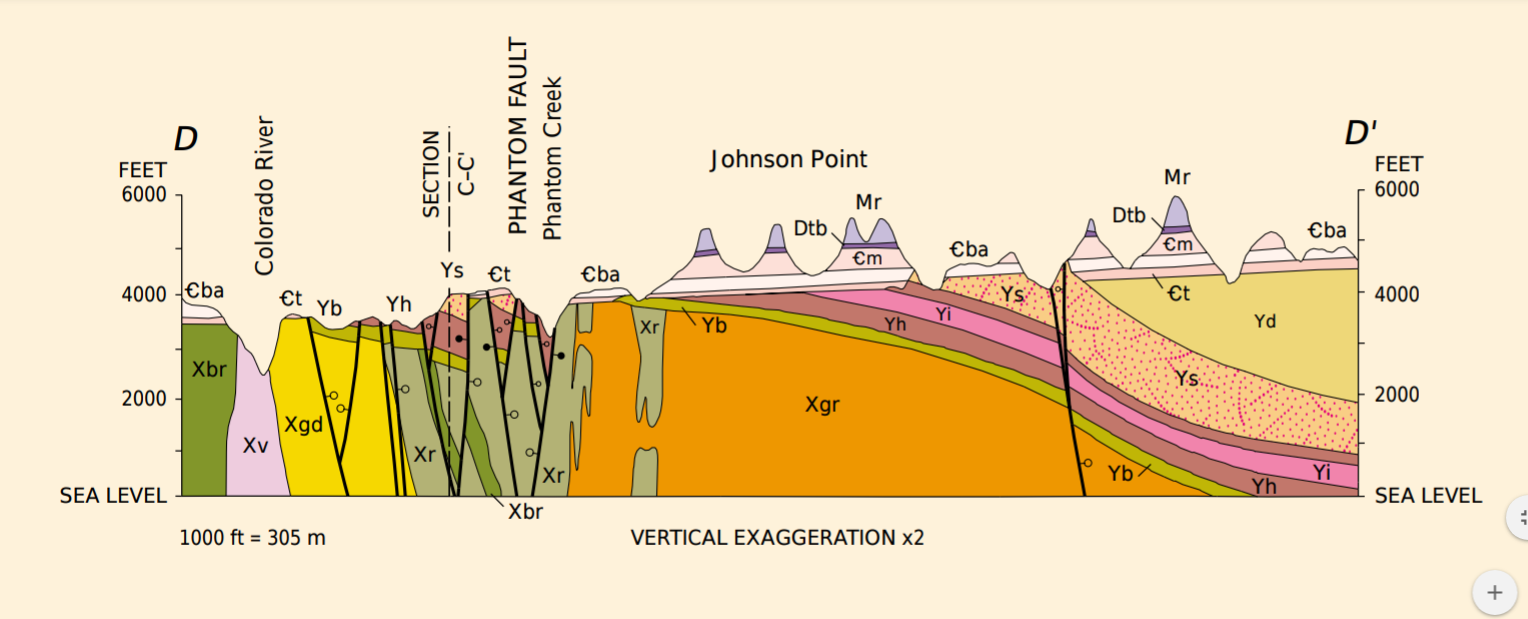 D
D'
Colorado River
SECTION
C–C'
PHANTOM FAULT
Phantom Creek
Johnson Point
FEET
6000
4000
2000
SEA LEVEL
FEET
6000
4000
2000
SEA LEVEL
Mr
Mr
Dtb
Dtb
Ꞓm
Ꞓm
Ꞓba
Ꞓba
Ys
Ꞓt
Ꞓba
Ꞓba
Ꞓt
Yb
Yh
Ꞓt
Ys
Yi
Yh
Yb
Yd
Ys
Xbr
Xr
Xgr
Xgd
Xv
Xr
Xr
Yb
Yh
Yi
Xbr
1000 ft = 305 m
VERTICAL EXAGGERATION x2
+